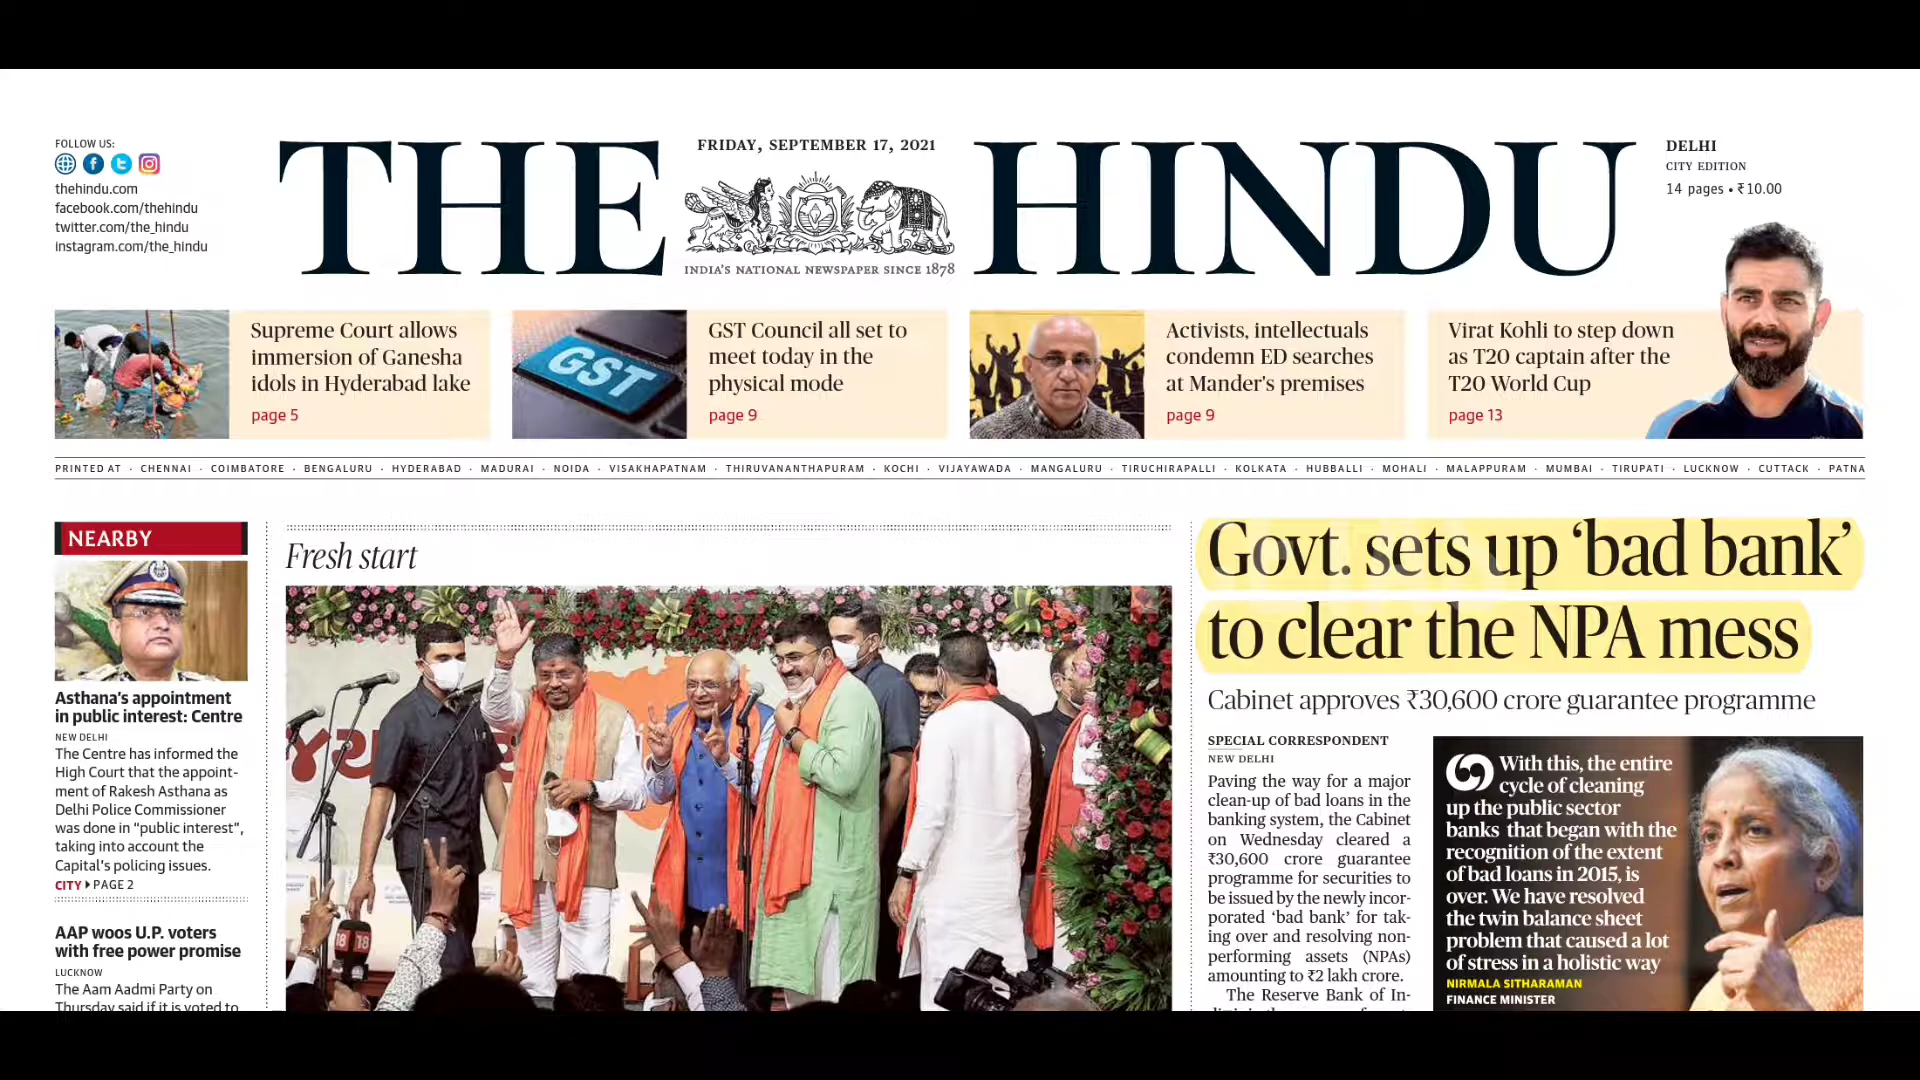 FOLLOW US:
thehindu.com
facebook.com/thehindu
twitter.com/the_hindu
instagram.com/the_hindu
THE HINDU
FRIDAY, SEPTEMBER 17, 2021
INDIA'S NATIONAL NEWSPAPER SINCE 1878
DELHI
CITY EDITION
14 pages • ₹10.00
Supreme Court allows
immersion of Ganesha
idols in Hyderabad lake
page 5
GST
GST Council all set to
meet today in the
physical mode
page 9
Activists, intellectuals
condemn ED searches
at Mander's premises
page 9
Virat Kohli to step down
as T20 captain after the
T20 World Cup
page 13
PRINTED AT · CHENNAI · COIMBATORE · BENGALURU · HYDERABAD · MADURAI · NOIDA · VISAKHAPATNAM · THIRUVANANTHAPURAM · KOCHI · VIJAYAWADA · MANGALURU · TIRUCHIRAPALLI · KOLKATA · HUBBALLI · MOHALI · MALAPPURAM · MUMBAI · TIRUPATI · LUCKNOW · CUTTACK · PATNA
NEARBY
Asthana's appointment
in public interest: Centre
NEW DELHI
The Centre has informed the
High Court that the appoint-
ment of Rakesh Asthana as
Delhi Police Commissioner
was done in “public interest”,
taking into account the
Capital's policing issues.
CITY PAGE 2
AAP woos U.P. voters
with free power promise
LUCKNOW
The Aam Aadmi Party on
Thursday said if it is voted to
Fresh start
18 18
Govt. sets up ‘bad bank’
to clear the NPA mess
Cabinet approves ₹30,600 crore guarantee programme
SPECIAL CORRESPONDENT
NEW DELHI
Paving the way for a major
clean-up of bad loans in the
banking system, the Cabinet
on Wednesday cleared a
₹30,600 crore guarantee
programme for securities to
be issued by the newly incor-
porated ‘bad bank’ for tak-
ing over and resolving non-
performing assets (NPAs)
amounting to ₹2 lakh crore.
The Reserve Bank of In-
With this, the entire
cycle of cleaning
up the public sector
banks that began with the
recognition of the extent
of bad loans in 2015, is
over. We have resolved
the twin balance sheet
problem that caused a lot
of stress in a holistic way
NIRMALA SITHARAMAN
FINANCE MINISTER